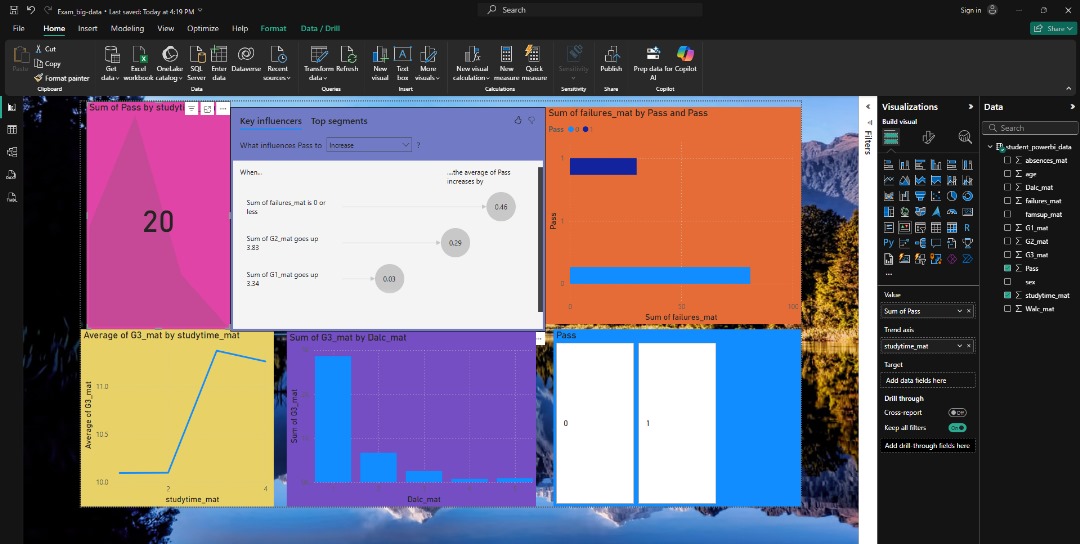 Exam_big-data • Last saved: Today at 4:19 PM
Search
Sign in
File Home Insert Modeling View Optimize Help Format Data / Drill
Share
Paste
Cut
Copy
Format painter
Clipboard
Get data
Excel workbook
OneLake catalog
SQL Server
Enter data
Dataverse
Recent sources
Data
Transform data
Refresh
Queries
New visual
Text box
More visuals
Insert
New visual calculation
New measure
Quick measure
Calculations
Sensitivity
Sensitivity
Publish
Share
Prep data for AI
Copilot
Copilot
Sum of Pass by studyti
20
Key influencers Top segments
What influences Pass to Increase ?
When...
....the average of Pass increases by
Sum of failures_mat is 0 or less
0.46
Sum of G2_mat goes up 3.83
0.29
Sum of G1_mat goes up 3.34
0.03
Sum of failures_mat by Pass and Pass
Pass 0 1
Pass
1
1
0
0 50 100
Sum of failures_mat
Average of G3_mat by studytime_mat
Average of G3_mat
11.0
10.5
10.0
2 4
studytime_mat
Sum of G3_mat by Dalc_mat
Sum of G3_mat
Dalc_mat
Pass
0
1
Filters
Visualizations
Build visual
Value
Sum of Pass
Trend axis
studytime_mat
Target
Add data fields here
Drill through
Cross-report Off
Keep all filters On
Add drill-through fields here
Data
Search
student_powerbi_data
absences_mat
age
Dalc_mat
failures_mat
famsup_mat
G1_mat
G2_mat
G3_mat
Pass
sex
studytime_mat
Walc_mat